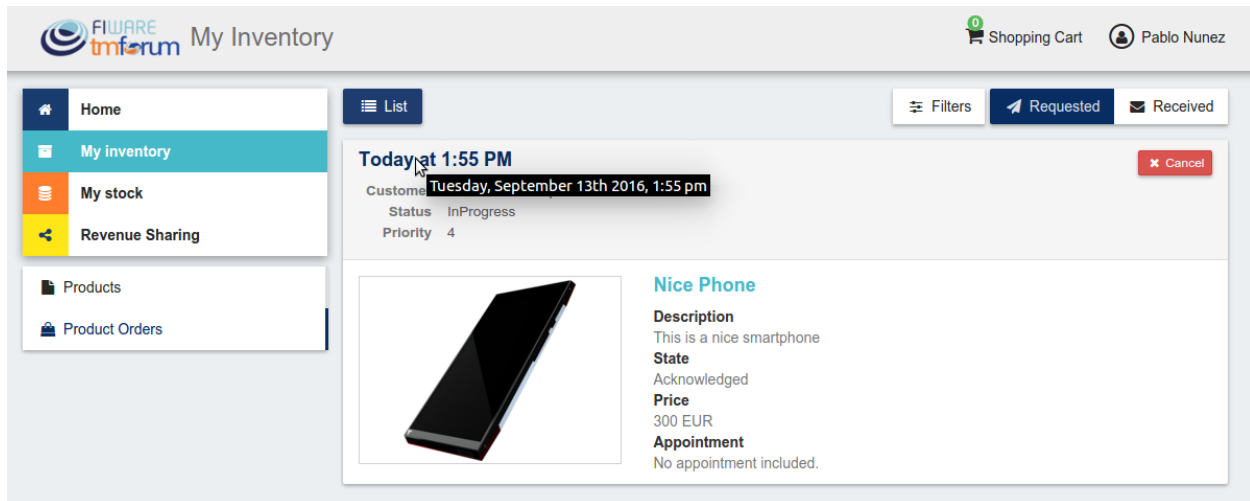 FIWARE
tmforum
My Inventory
0
Shopping Cart
Pablo Nunez
Home
My inventory
My stock
Revenue Sharing
Products
Product Orders
List
Filters
Requested
Received
Today at 1:55 PM
Cancel
Tuesday, September 13th 2016, 1:55 pm
Custome
Status InProgress
Priority 4
Nice Phone
Description
This is a nice smartphone
State
Acknowledged
Price
300 EUR
Appointment
No appointment included.